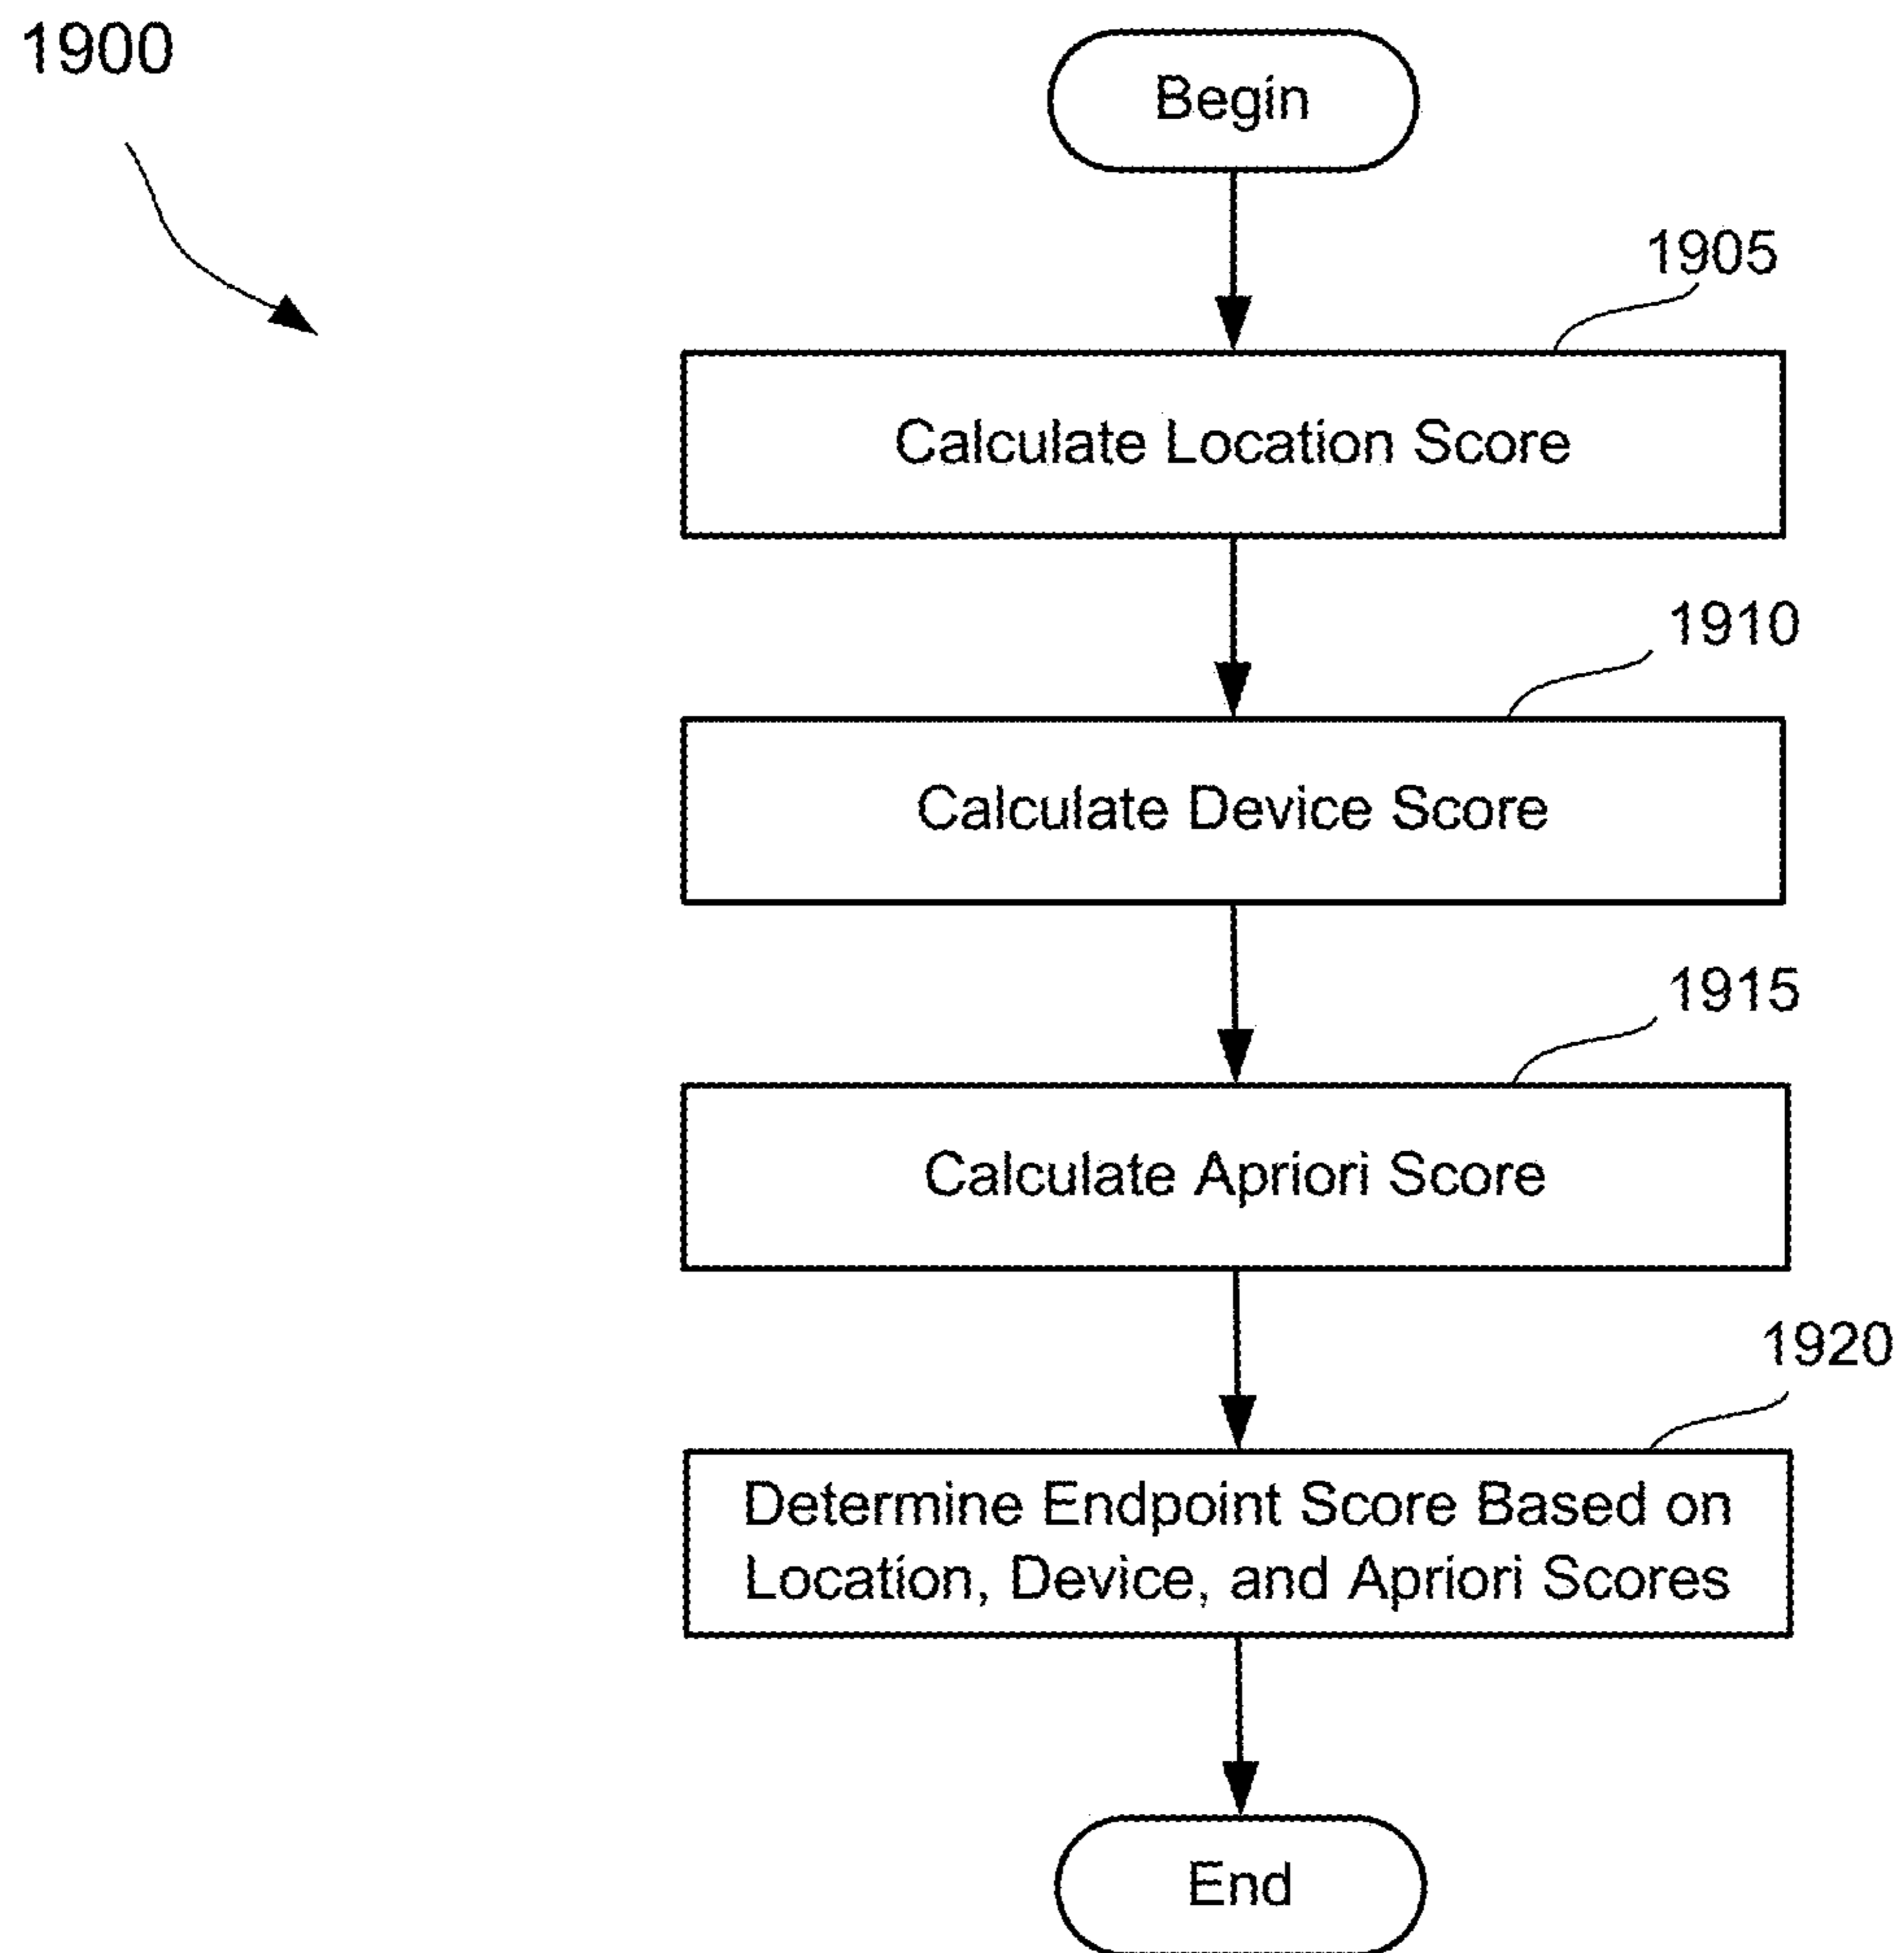 1900
Begin
1905
Calculate Location Score
1910
Calculate Device Score
1915
Calculate Apriori Score
1920
Determine Endpoint Score Based on
Location, Device, and Apriori Scores
End